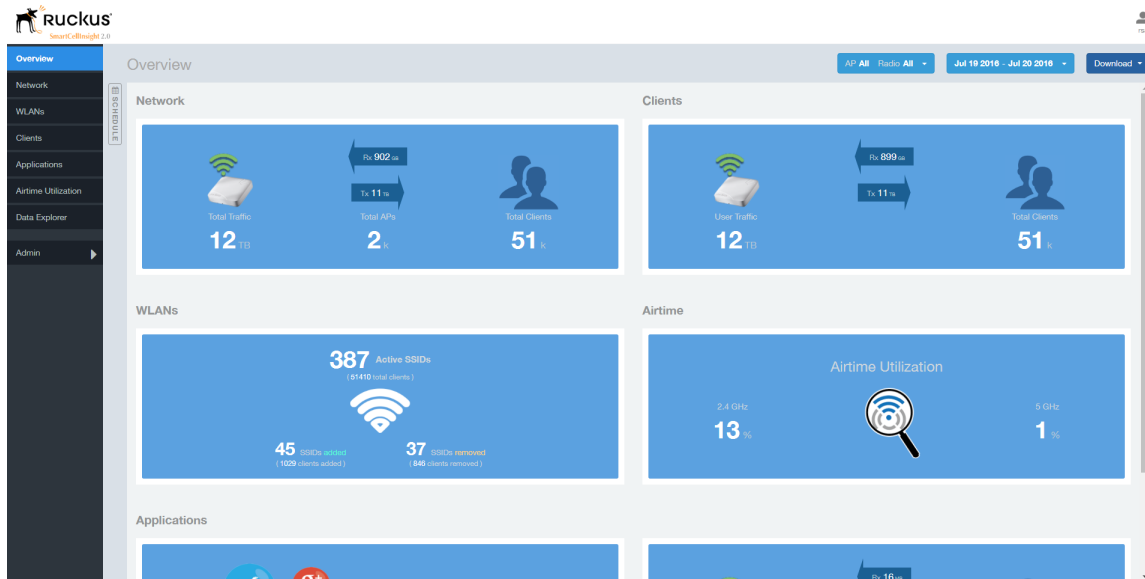 Ruckus
SmartCellInsight 2.0
Overview
Network
WLANs
Clients
Applications
Airtime Utilization
Data Explorer
Admin
SCHEDULE
Overview
AP All Radio All
Jul 19 2016 - Jul 20 2016
Download
Network
Rx 902 GB
Tx 11 TB
Total Traffic
Total APs
Total Clients
12 TB
2 k
51 k
Clients
Rx 899 GB
Tx 11 TB
User Traffic
Total Clients
12 TB
51 k
WLANs
387 Active SSIDs
( 51410 total clients )
45 SSIDs added
( 1029 clients added )
37 SSIDs removed
( 846 clients removed )
Airtime
Airtime Utilization
2.4 GHz
5 GHz
13 %
1 %
Applications
g+
Rx 16